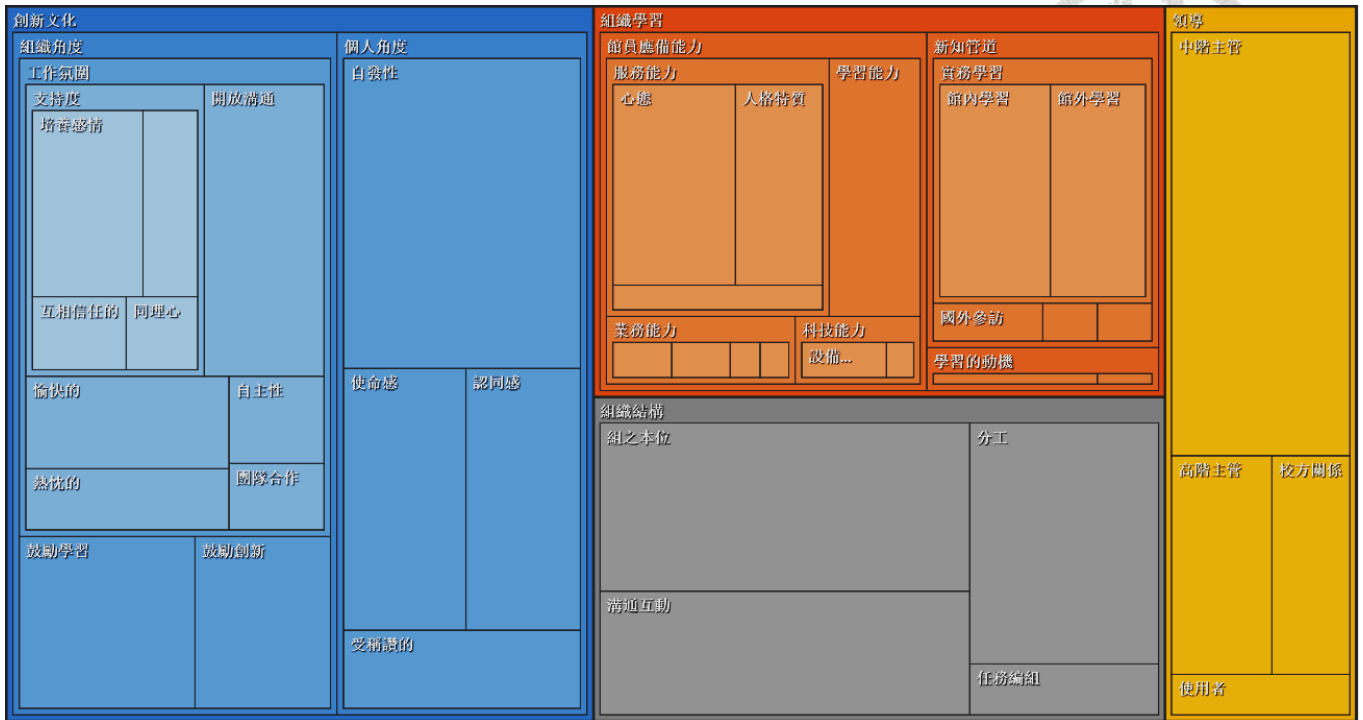 創新文化
組織角度
工作氛圍
支持度
培養感情
互相信任的
同理心
開放溝通
愉快的
熱忱的
自主性
團隊合作
鼓勵學習
鼓勵創新
個人角度
自發性
使命感
認同感
受稱讚的
組織學習
館員應備能力
服務能力
心態
人格特質
學習能力
業務能力
科技能力
設備...
新知管道
實務學習
館內學習
館外學習
國外參訪
學習的動機
組織結構
組之本位
溝通互動
分工
任務編組
領導
中階主管
高階主管
校方關係
使用者